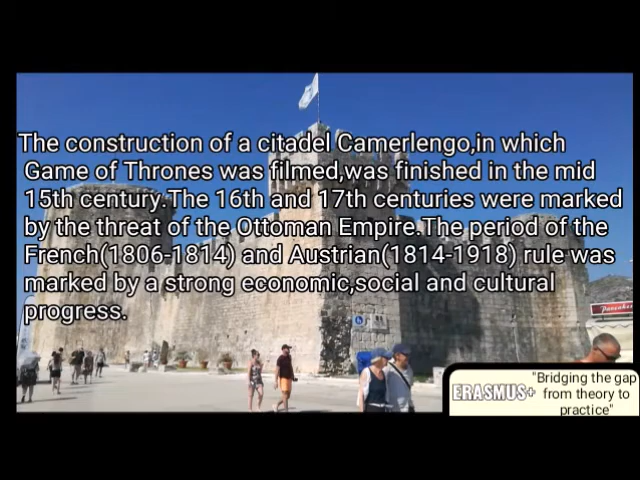 The construction of a citadel Camerlengo,in which
Game of Thrones was filmed,was finished in the mid
15th century.The 16th and 17th centuries were marked
by the threat of the Ottoman Empire.The period of the
French(1806-1814) and Austrian(1814-1918) rule was
marked by a strong economic,social and cultural
progress.
Pancakes
ERASMUS+
"Bridging the gap
from theory to
practice"